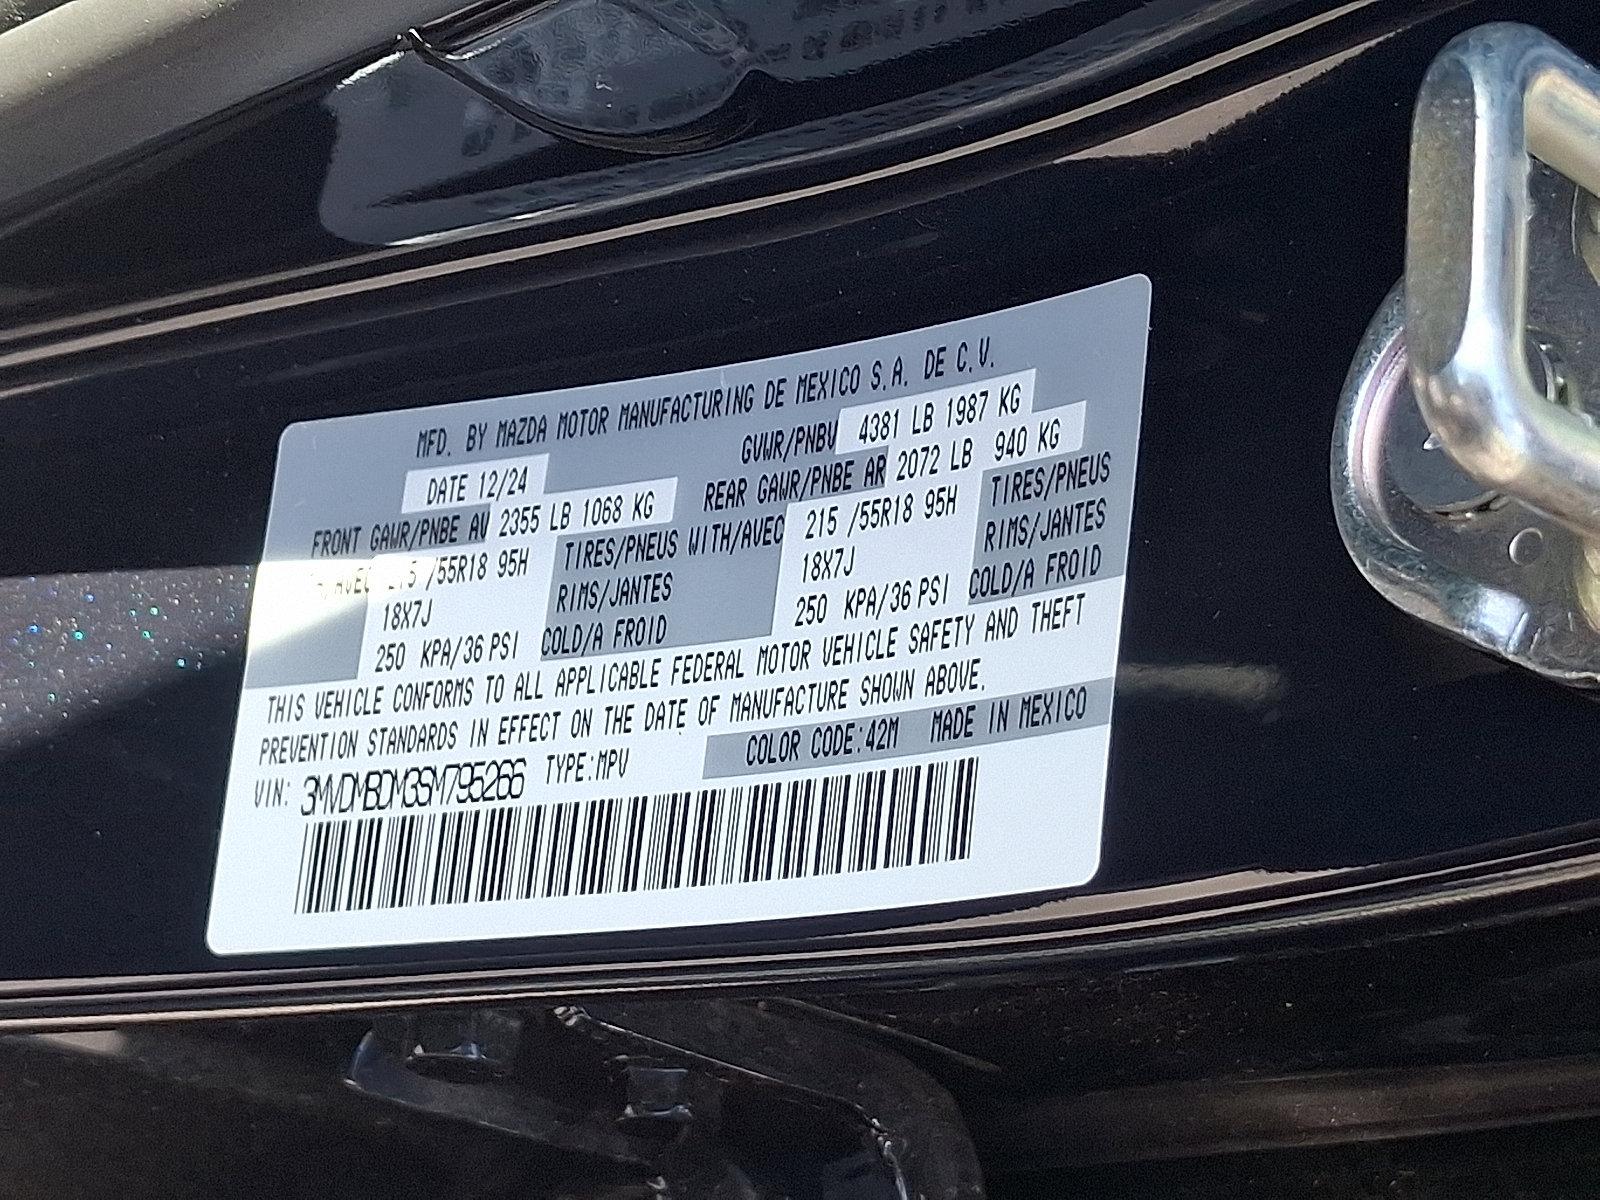 MFD. BY MAZDA MOTOR MANUFACTURING DE MEXICO S.A. DE C.V.
DATE 12/24 GVWR/PNBV 4381 LB 1987 KG
FRONT GAWR/PNBE AV 2355 LB 1068 KG REAR GAWR/PNBE AR 2072 LB 940 KG
215 /55R18 95H TIRES/PNEUS WITH/AVEC 215 /55R18 95H TIRES/PNEUS
18X7J RIMS/JANTES 18X7J RIMS/JANTES
250 KPA/36 PSI COLD/A FROID 250 KPA/36 PSI COLD/A FROID
THIS VEHICLE CONFORMS TO ALL APPLICABLE FEDERAL MOTOR VEHICLE SAFETY AND THEFT
PREVENTION STANDARDS IN EFFECT ON THE DATE OF MANUFACTURE SHOWN ABOVE.
VIN: 3MVDMBDM3SM795266 TYPE:MPV COLOR CODE:42M MADE IN MEXICO